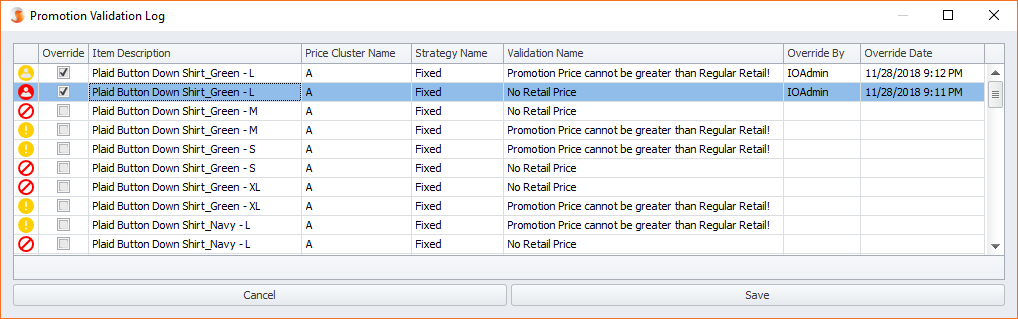 Promotion Validation Log
Override Item Description Price Cluster Name Strategy Name Validation Name Override By Override Date
Plaid Button Down Shirt_Green - L A Fixed Promotion Price cannot be greater than Regular Retail! IOAdmin 11/28/2018 9:12 PM
Plaid Button Down Shirt_Green - L A Fixed No Retail Price IOAdmin 11/28/2018 9:11 PM
Plaid Button Down Shirt_Green - M A Fixed No Retail Price
Plaid Button Down Shirt_Green - M A Fixed Promotion Price cannot be greater than Regular Retail!
Plaid Button Down Shirt_Green - S A Fixed Promotion Price cannot be greater than Regular Retail!
Plaid Button Down Shirt_Green - S A Fixed No Retail Price
Plaid Button Down Shirt_Green - XL A Fixed No Retail Price
Plaid Button Down Shirt_Green - XL A Fixed Promotion Price cannot be greater than Regular Retail!
Plaid Button Down Shirt_Navy - L A Fixed Promotion Price cannot be greater than Regular Retail!
Plaid Button Down Shirt_Navy - L A Fixed No Retail Price
Cancel Save